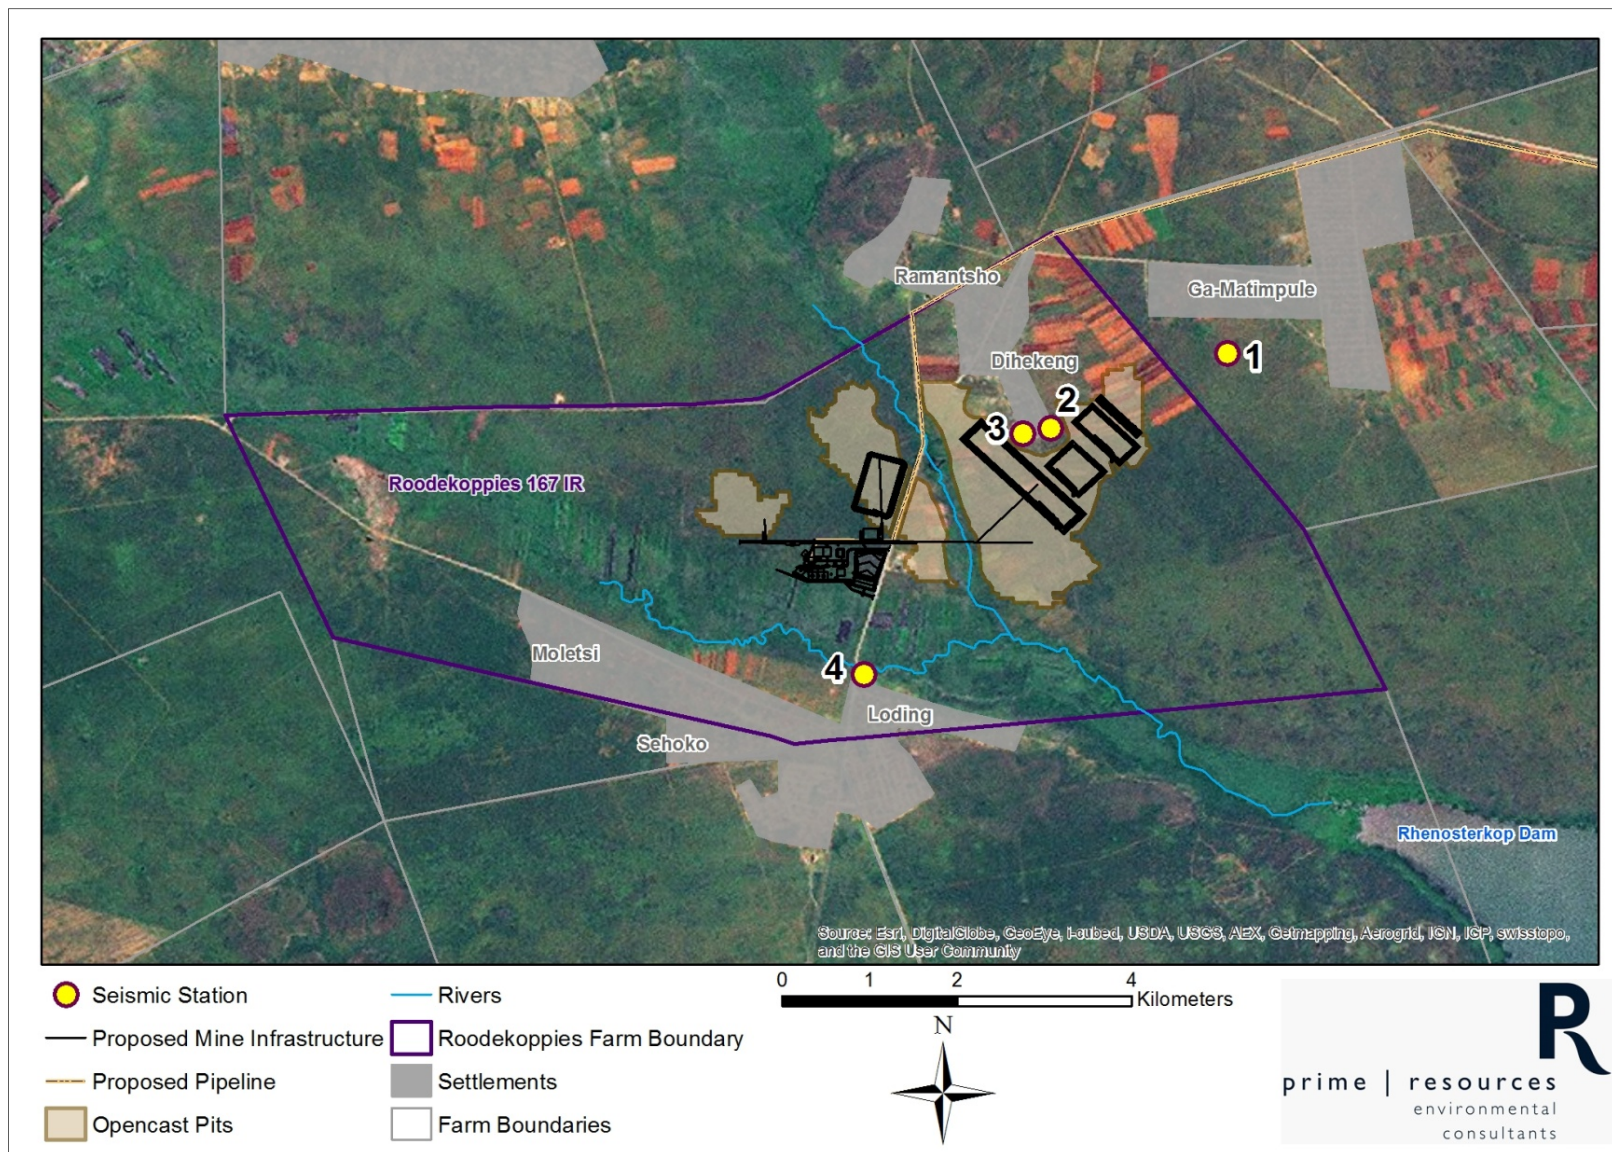 Ramantsho
Ga-Matimpule
1
Dihekeng
2
3
Roodekoppies 167 IR
Moletsi
4
Loding
Sehoko
Rhenosterkop Dam
Source: Esri, DigitalGlobe, GeoEye, i-cubed, USDA, USGS, AEX, Getmapping, Aerogrid, IGN, IGP, swisstopo,
and the GIS User Community
Seismic Station
Proposed Mine Infrastructure
Proposed Pipeline
Opencast Pits
Rivers
Roodekoppies Farm Boundary
Settlements
Farm Boundaries
0 1 2 4
Kilometers
N
R
prime | resources
environmental
consultants